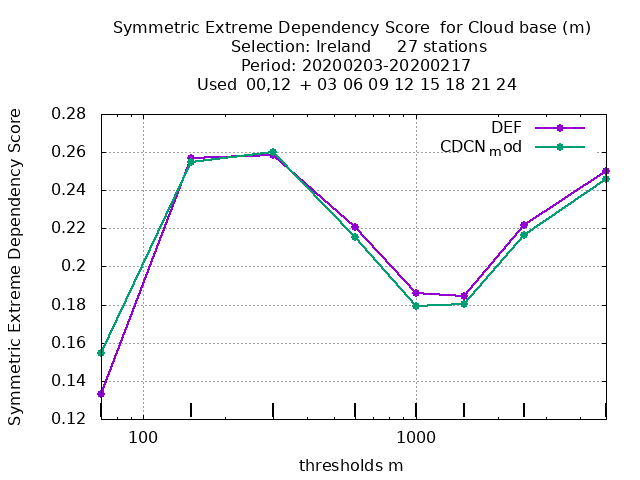 Symmetric Extreme Dependency Score for Cloud base (m)
Selection: Ireland 27 stations
Period: 20200203-20200217
Used 00,12 + 03 06 09 12 15 18 21 24
Symmetric Extreme Dependency Score
0.28
0.26
0.24
0.22
0.2
0.18
0.16
0.14
0.12
DEF
CDCN_mod
100
1000
thresholds m